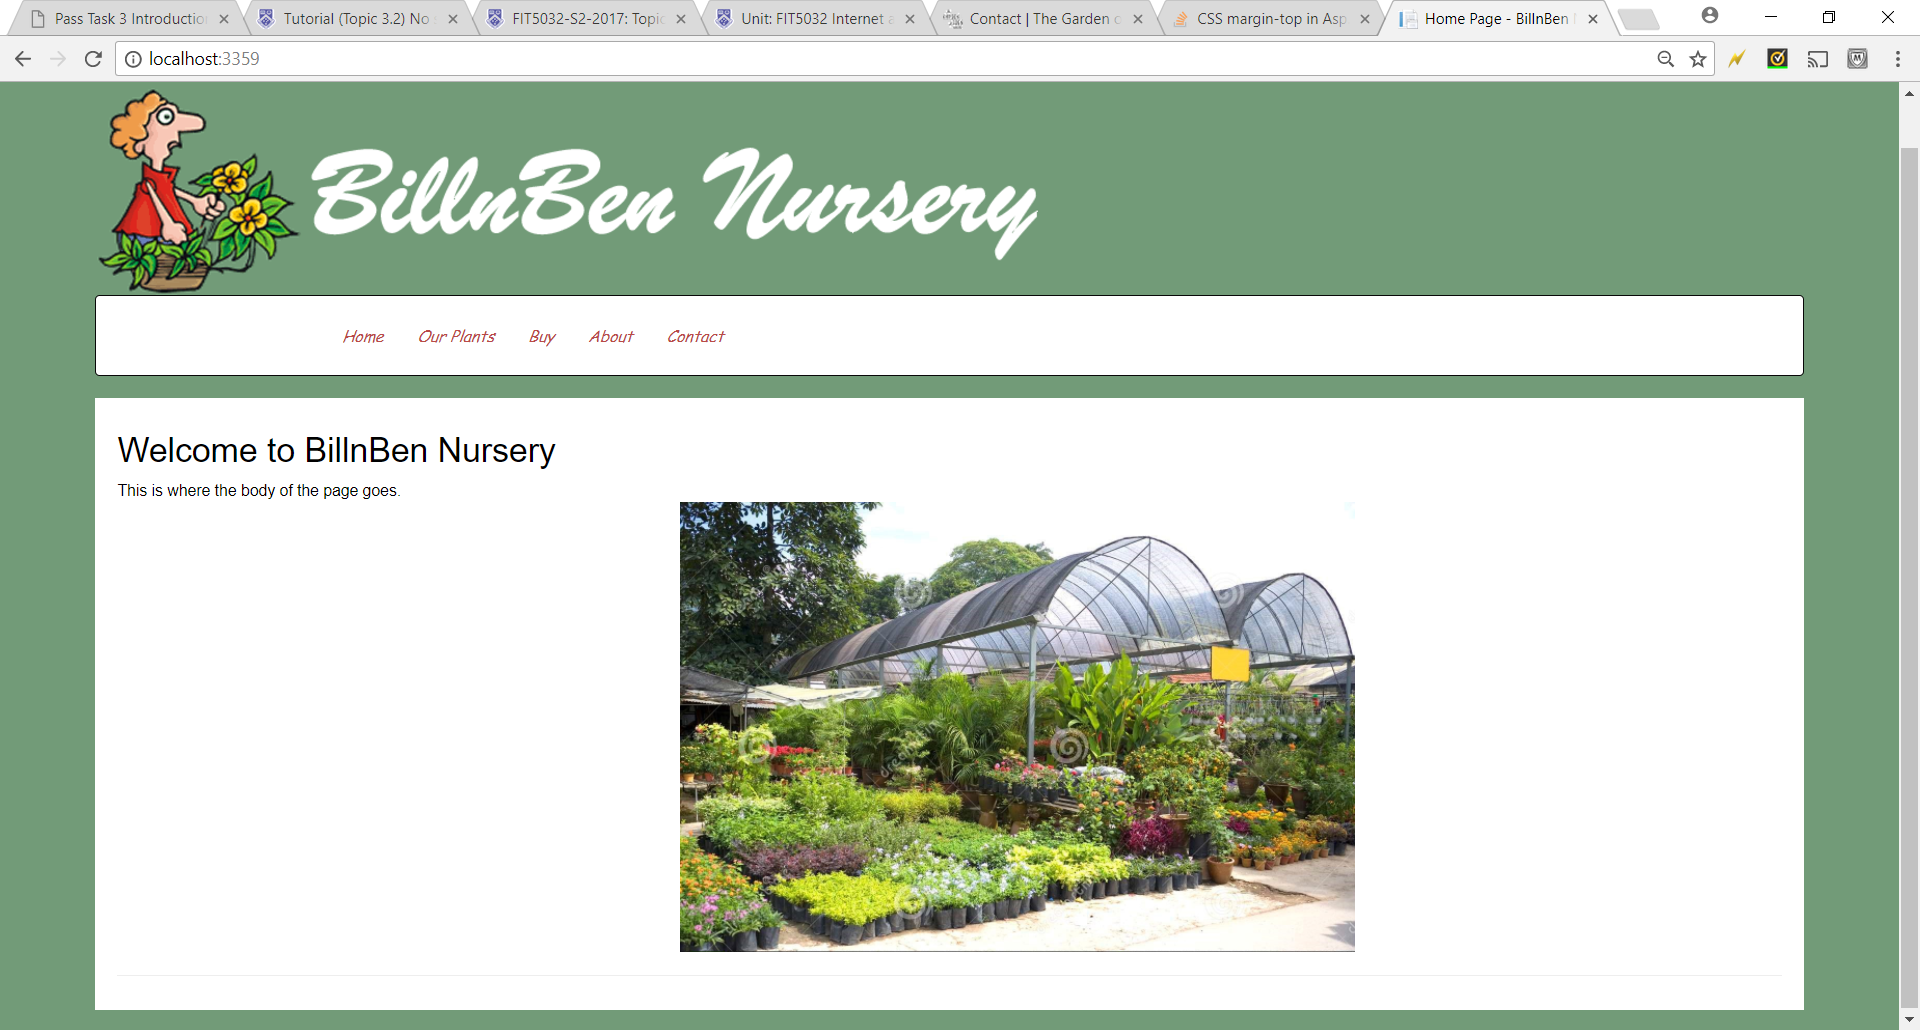 Pass Task 3 Introductio
Tutorial (Topic 3.2) No s
FIT5032-S2-2017: Topic
Unit: FIT5032 Internet a
Contact | The Garden o
CSS margin-top in Asp
Home Page - BillnBen
localhost:3359
BillnBen Nursery
Home Our Plants Buy About Contact
Welcome to BillnBen Nursery
This is where the body of the page goes.